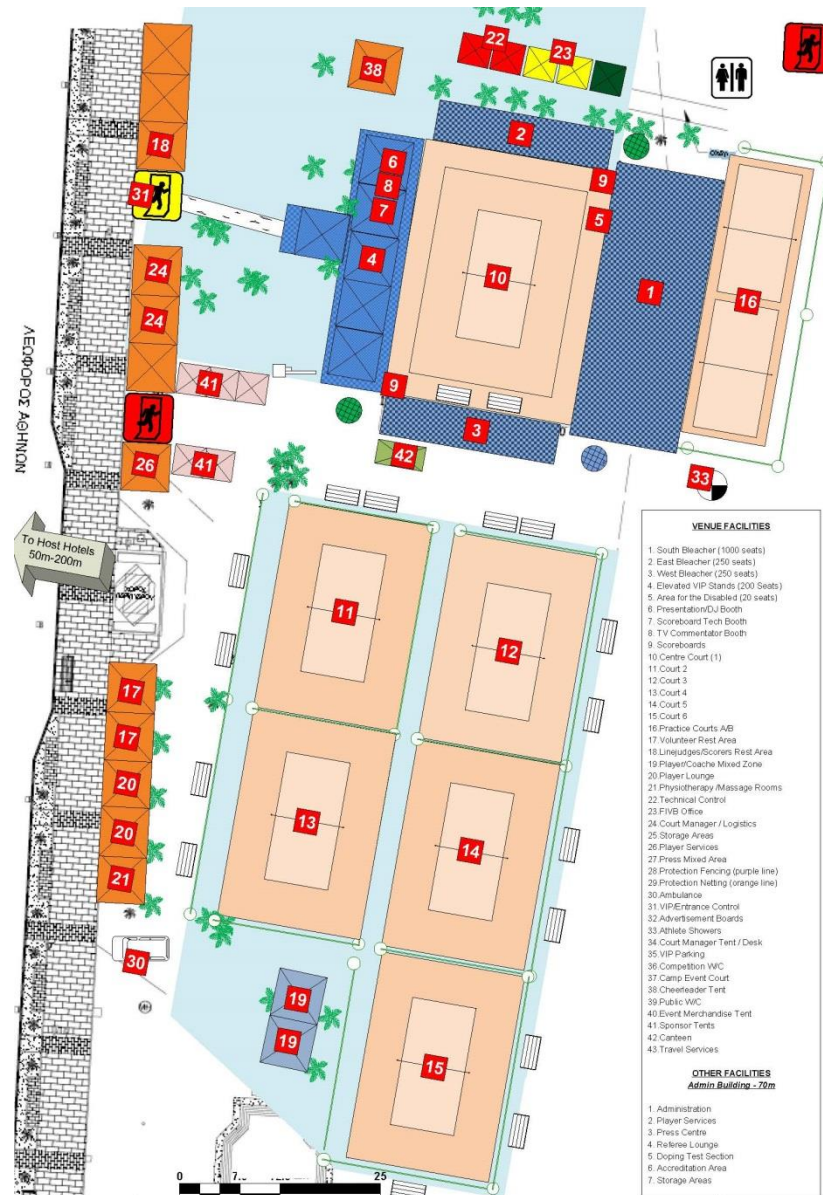 22
23
38
2
18
6
9
8
31
7
5
4
24
10
1
16
24
ΛΕΩΦΟΡΟΣ ΑΘΗΝΩΝ
41
9
3
26
41
42
33
To Host Hotels
50m-200m
11
12
17
17
20
13
14
20
21
30
19
19
15
0
25
VENUE FACILITIES
1. South Bleacher (1000 seats)
2. East Bleacher (250 seats)
3. West Bleacher (250 seats)
4. Elevated VIP Stands (200 Seats)
5. Area for the Disabled (20 seats)
6. Presentation/DJ Booth
7. Scoreboard Tech Booth
8. TV Commentator Booth
9. Scoreboards
10. Centre Court (1)
11. Court 2
12. Court 3
13. Court 4
14. Court 5
15. Court 6
16. Practice Courts A/B
17. Volunteer Rest Area
18. Linejudges/Scorers Rest Area
19. Player/Coache Mixed Zone
20. Player Lounge
21. Physiotherapy /Massage Rooms
22. Technical Control
23. FIVB Office
24. Court Manager / Logistics
25. Storage Areas
26. Player Services
27. Press Mixed Area
28. Protection Fencing (purple line)
29. Protection Netting (orange line)
30. Ambulance
31. VIP/Entrance Control
32. Advertisement Boards
33. Athlete Showers
34. Court Manager Tent / Desk
35. VIP Parking
36. Competition W/C
37. Camp Event Court
38. Cheerleader Tent
39. Public W/C
40. Event Merchandise Tent
41. Sponsor Tents
42. Canteen
43. Travel Services
OTHER FACILITIES
Admin Building - 70m
1. Administration
2. Player Services
3. Press Centre
4. Referee Lounge
5. Doping Test Section
6. Accreditation Area
7. Storage Areas